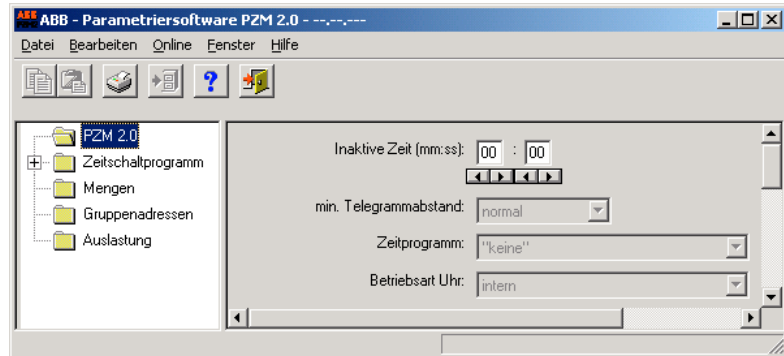 ABB - Parametriersoftware PZM 2.0 - --.--.---
Datei Bearbeiten Online Fenster Hilfe
PZM 2.0
Zeitschaltprogramm
Mengen
Gruppenadressen
Auslastung
Inaktive Zeit (mm:ss): 00 : 00
min. Telegrammabstand: normal
Zeitprogramm: "keine"
Betriebsart Uhr: intern